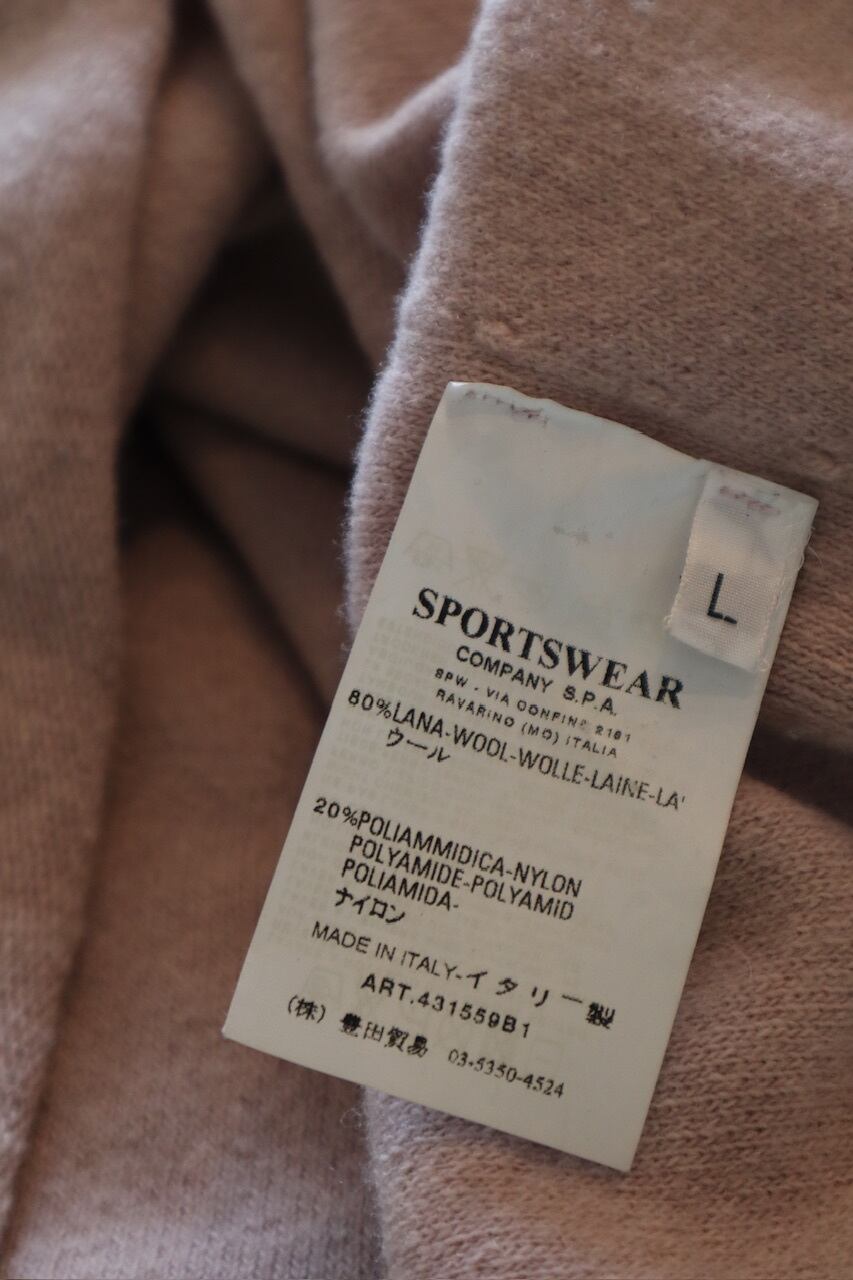 L
SPORTSWEAR
COMPANY S.P.A.
SPW . VIA CONFINE 2161
RAVARINO (MO) ITALIA
80%LANA-WOOL-WOLLE-LAINE-LA'
ウール
20%POLIAMMIDICA-NYLON
POLYAMIDE-POLYAMID
POLIAMIDA-
ナイロン
MADE IN ITALY-イタリー製
ART.431559B1
(株) 豊田貿易 03-5350-4524